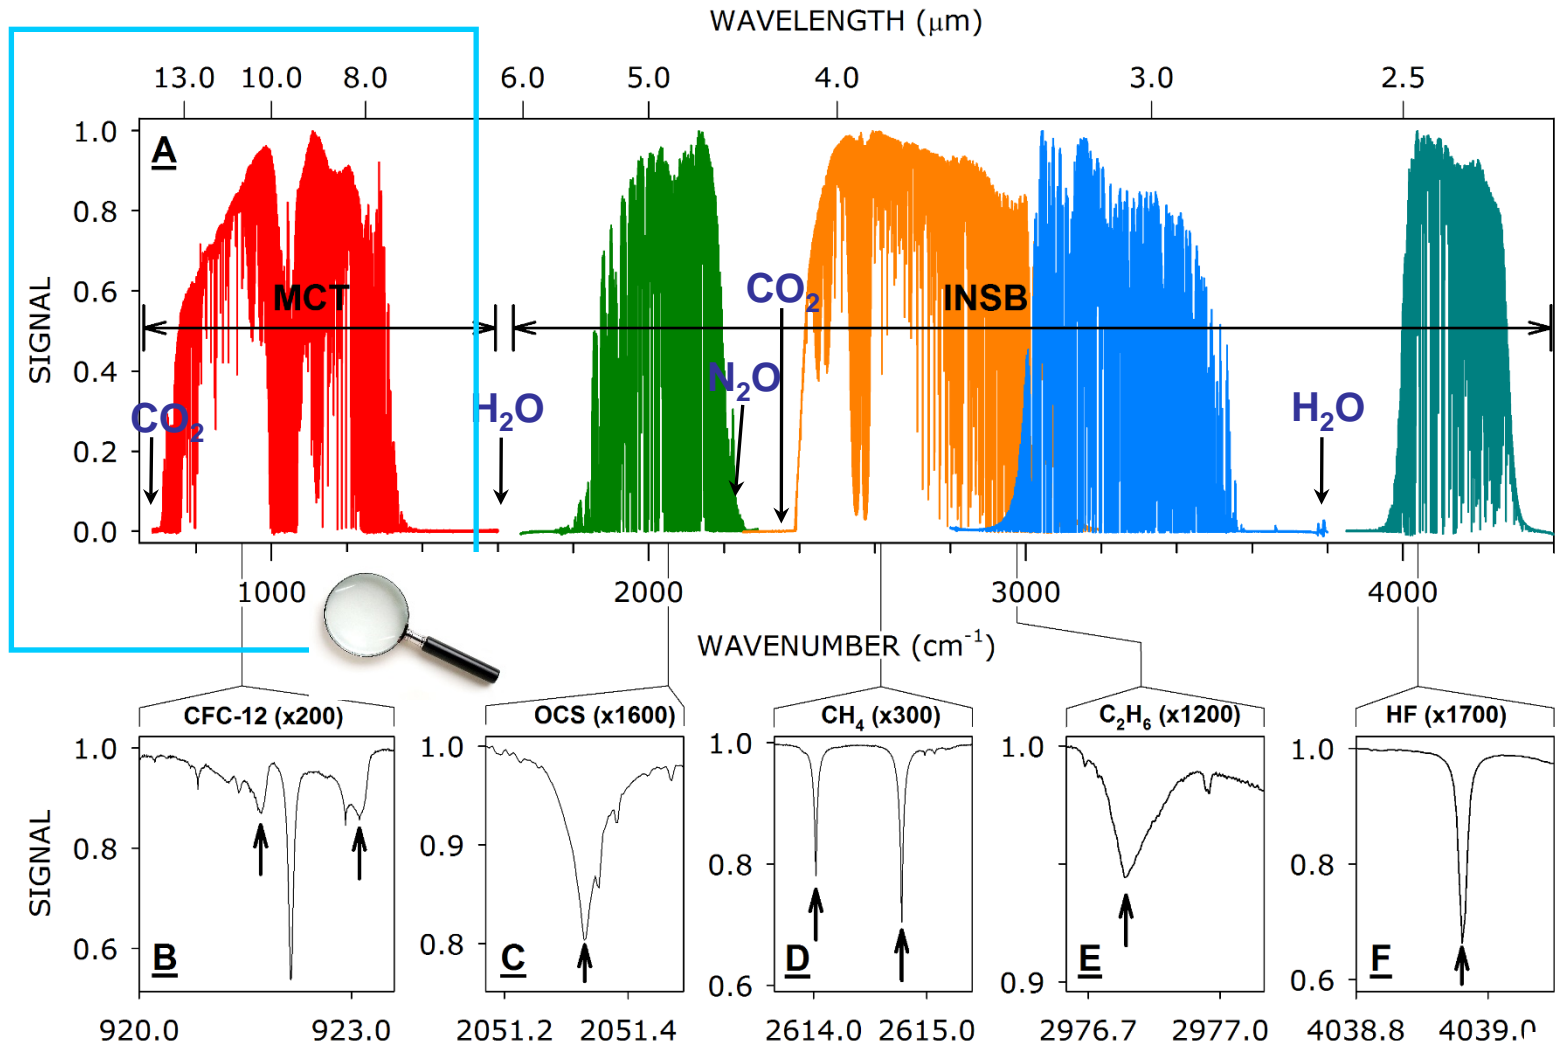 WAVELENGTH (μm)
13.0 10.0 8.0 6.0 5.0 4.0 3.0 2.5
A
1.0
0.8
0.6
0.4
0.2
0.0
SIGNAL
MCT
INSB
CO2
H2O
N2O
CO2
H2O
1000 2000 3000 4000
WAVENUMBER (cm-1)
CFC-12 (x200)
OCS (x1600)
CH4 (x300)
C2H6 (x1200)
HF (x1700)
SIGNAL
1.0
0.8
0.6
B
920.0 923.0
1.0
0.9
0.8
C
2051.2 2051.4
1.0
0.8
0.6
D
2614.0 2615.0
1.0
0.9
E
2976.7 2977.0
1.0
0.8
0.6
F
4038.8 4039.0